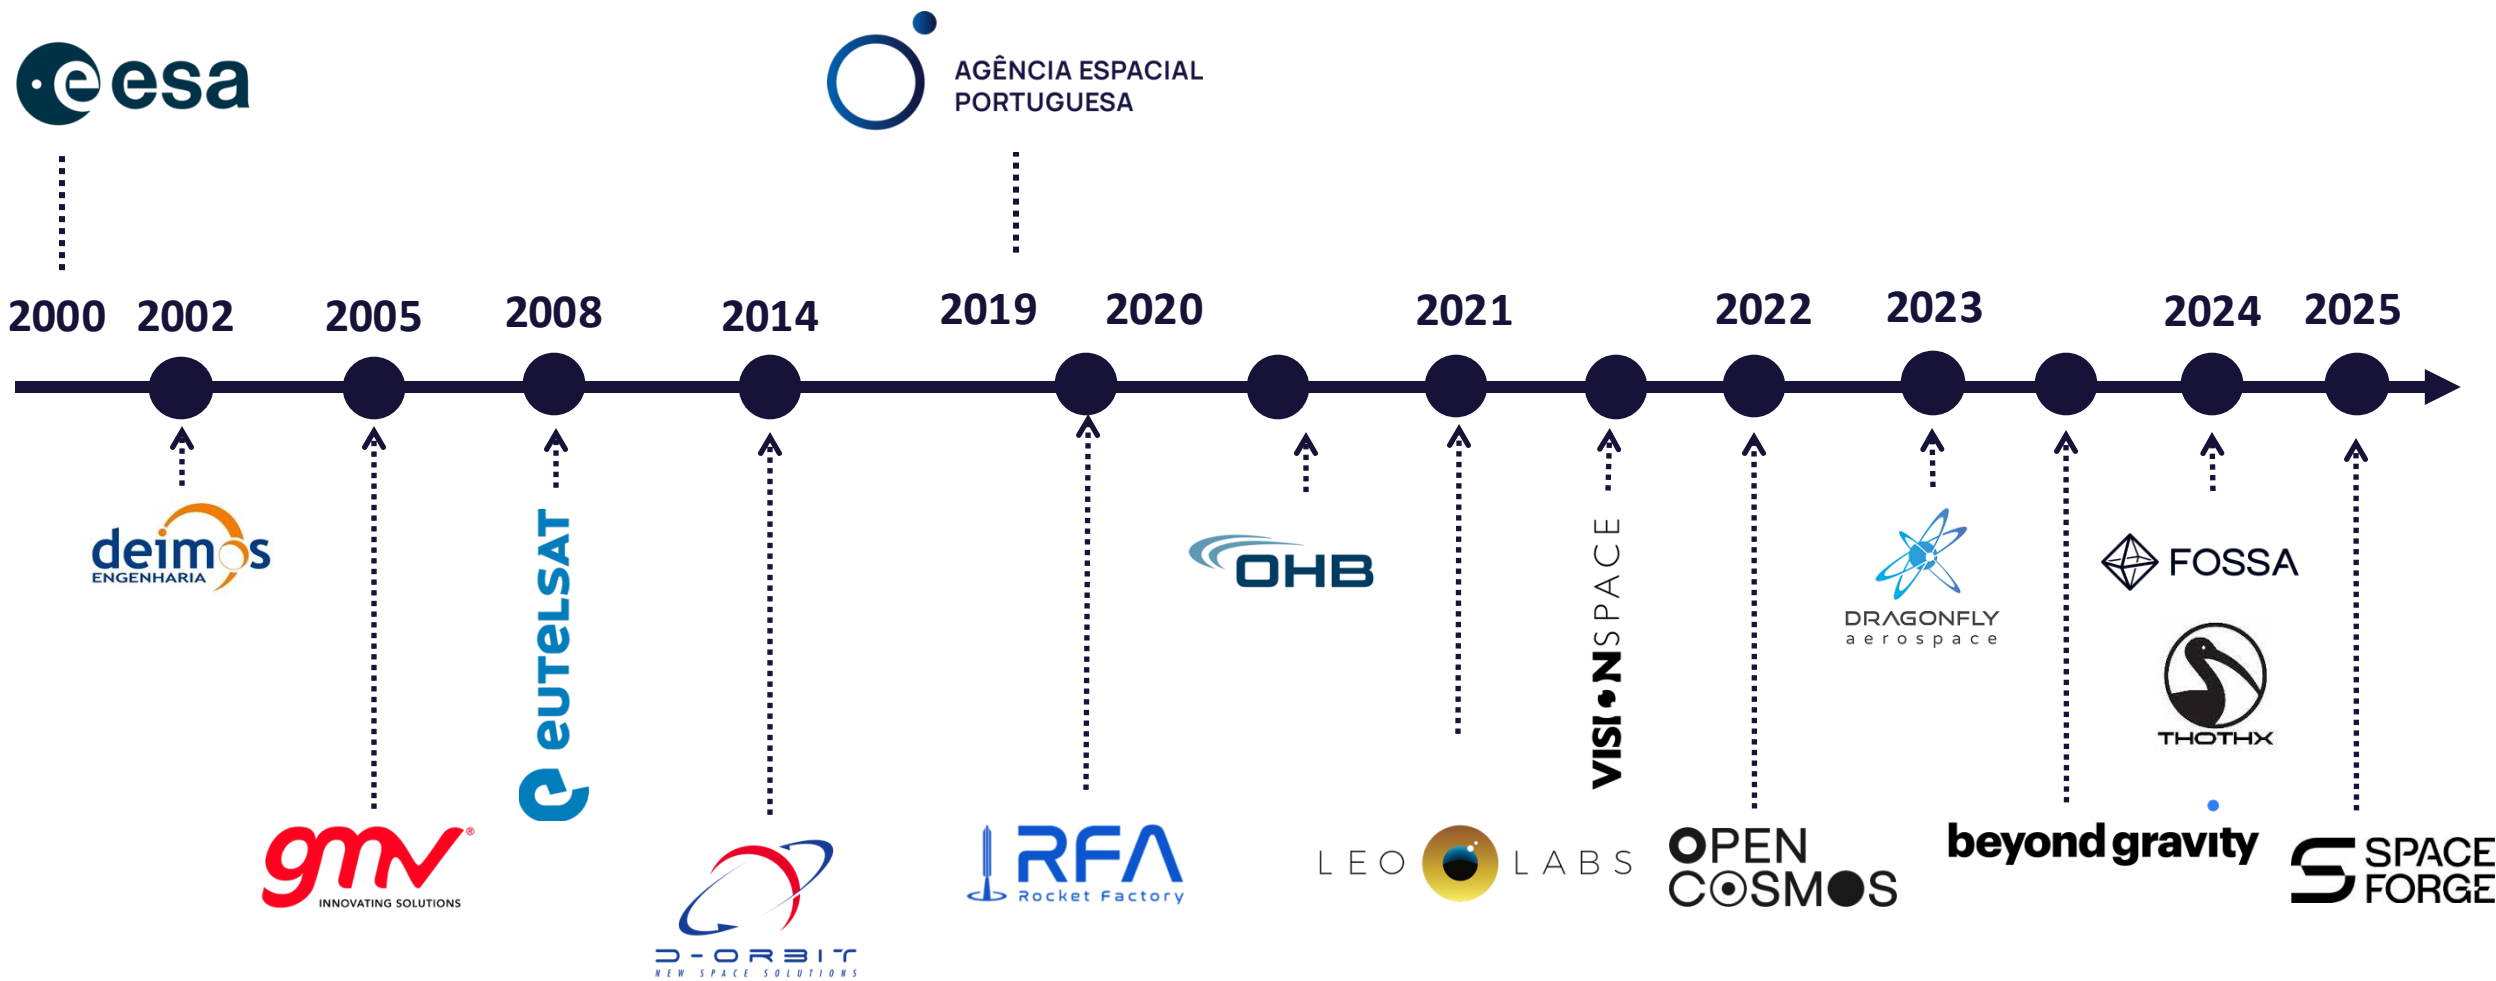 esa
AGÊNCIA ESPACIAL
PORTUGUESA
2000
2002
2005
2008
2014
2019
2020
2021
2022
2023
2024
2025
deimos
ENGENHARIA
gmv®
INNOVATING SOLUTIONS
eutelsat
D-ORBIT
NEW SPACE SOLUTIONS
RFA
Rocket Factory
OHB
LEO LABS
VISIONSPACE
OPEN
COSMOS
DRAGONFLY
aerospace
beyond gravity
FOSSA
THOTHX
SPACE
FORGE